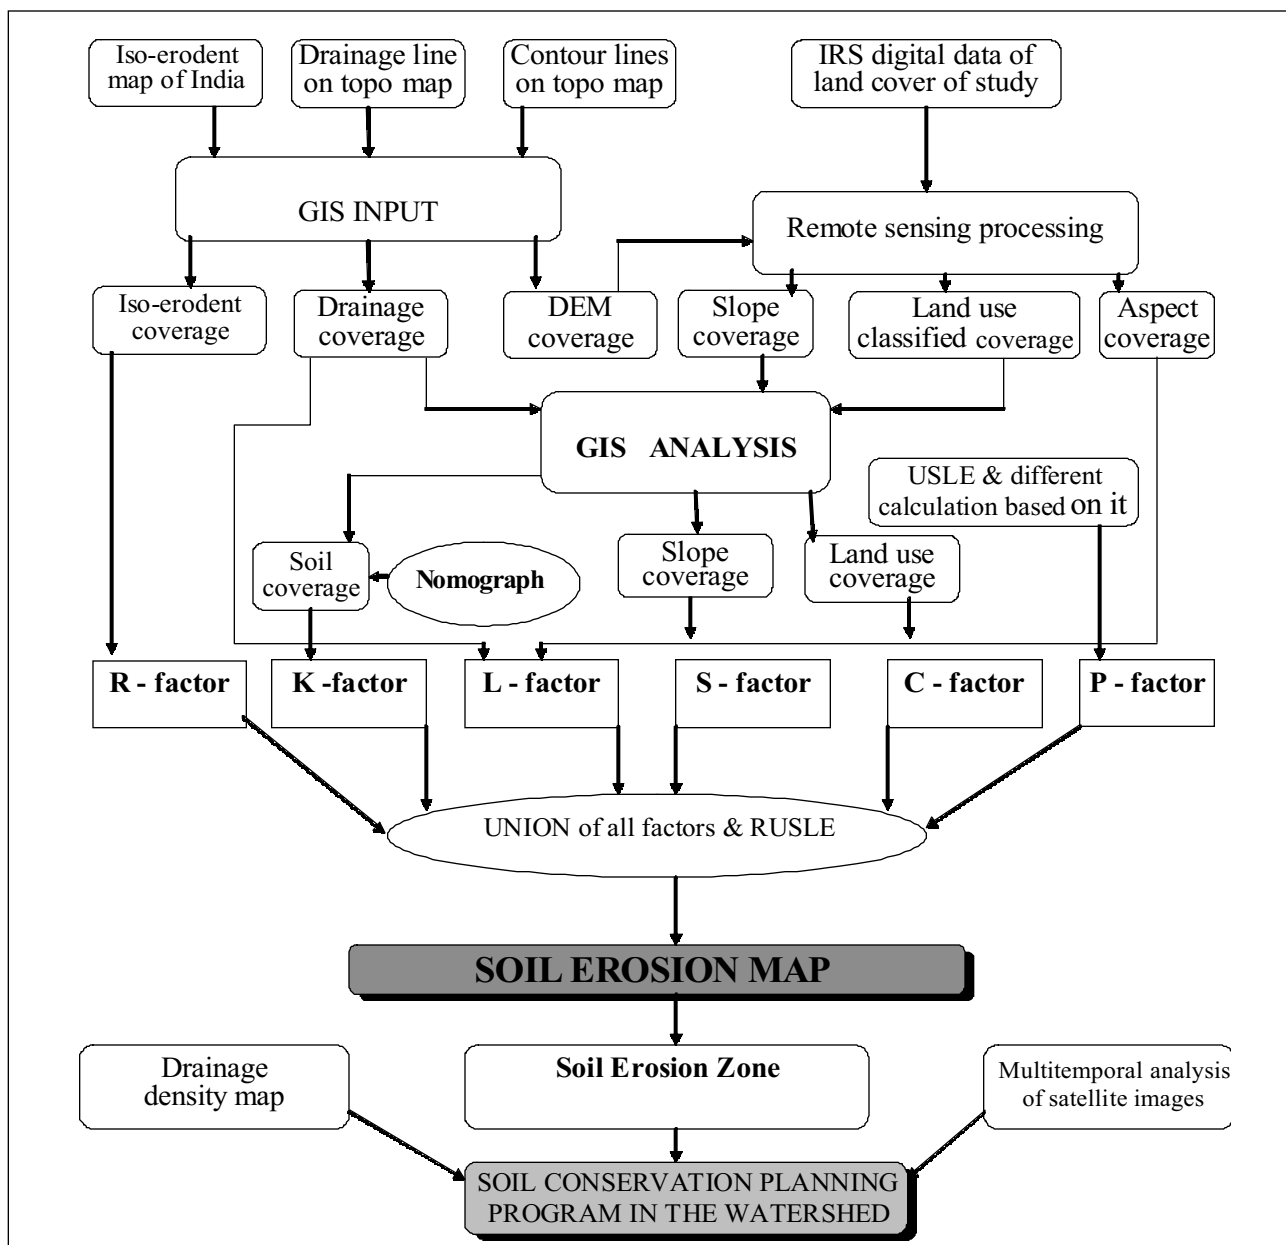 Iso-erodent
map of India
Drainage line
on topo map
Contour lines
on topo map
IRS digital data of
land cover of study
GIS INPUT
Remote sensing processing
Iso-erodent
coverage
Drainage
coverage
DEM
coverage
Slope
coverage
Land use
classified coverage
Aspect
coverage
GIS ANALYSIS
USLE & different
calculation based on it
Soil
coverage
Nomograph
Slope
coverage
Land use
coverage
R - factor
K -factor
L - factor
S - factor
C - factor
P - factor
UNION of all factors & RUSLE
SOIL EROSION MAP
Drainage
density map
Soil Erosion Zone
Multitemporal analysis
of satellite images
SOIL CONSERVATION PLANNING
PROGRAM IN THE WATERSHED